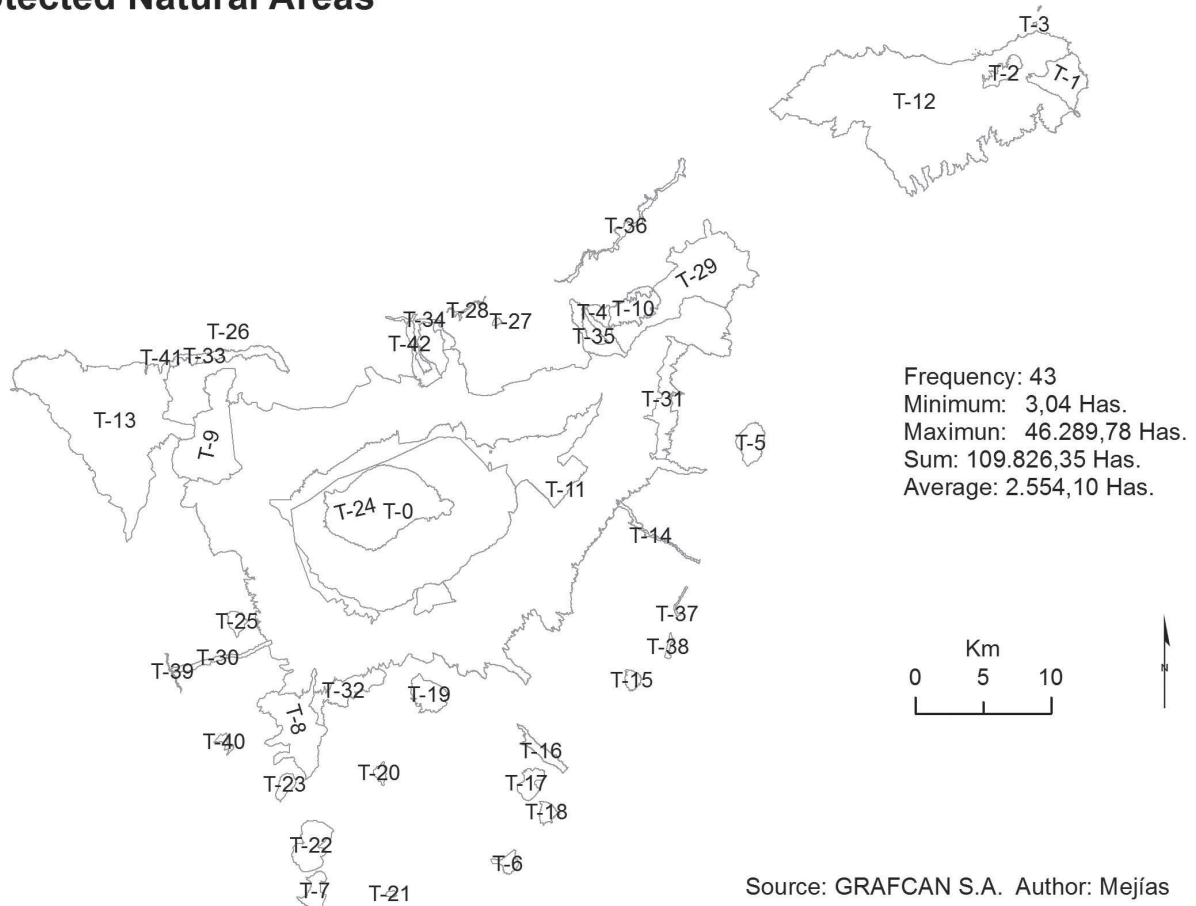 otected Natural Areas
T-3
T-2
T-1
T-12
T-36
T-29
T-28
T-4
T-10
T-34
T-27
T-26
T-35
T-42
T-41
T-33
T-31
T-13
T-9
T-5
T-11
T-24
T-0
T-14
T-37
T-25
T-38
T-30
T-39
T-15
T-32
T-19
T-8
T-40
T-16
T-20
T-23
T-17
T-18
T-22
T-6
T-7
T-21
Frequency: 43
Minimum: 3,04 Has.
Maximun: 46.289,78 Has.
Sum: 109.826,35 Has.
Average: 2.554,10 Has.
Km
0 5 10
N
Source: GRAFCAN S.A. Author: Mejías